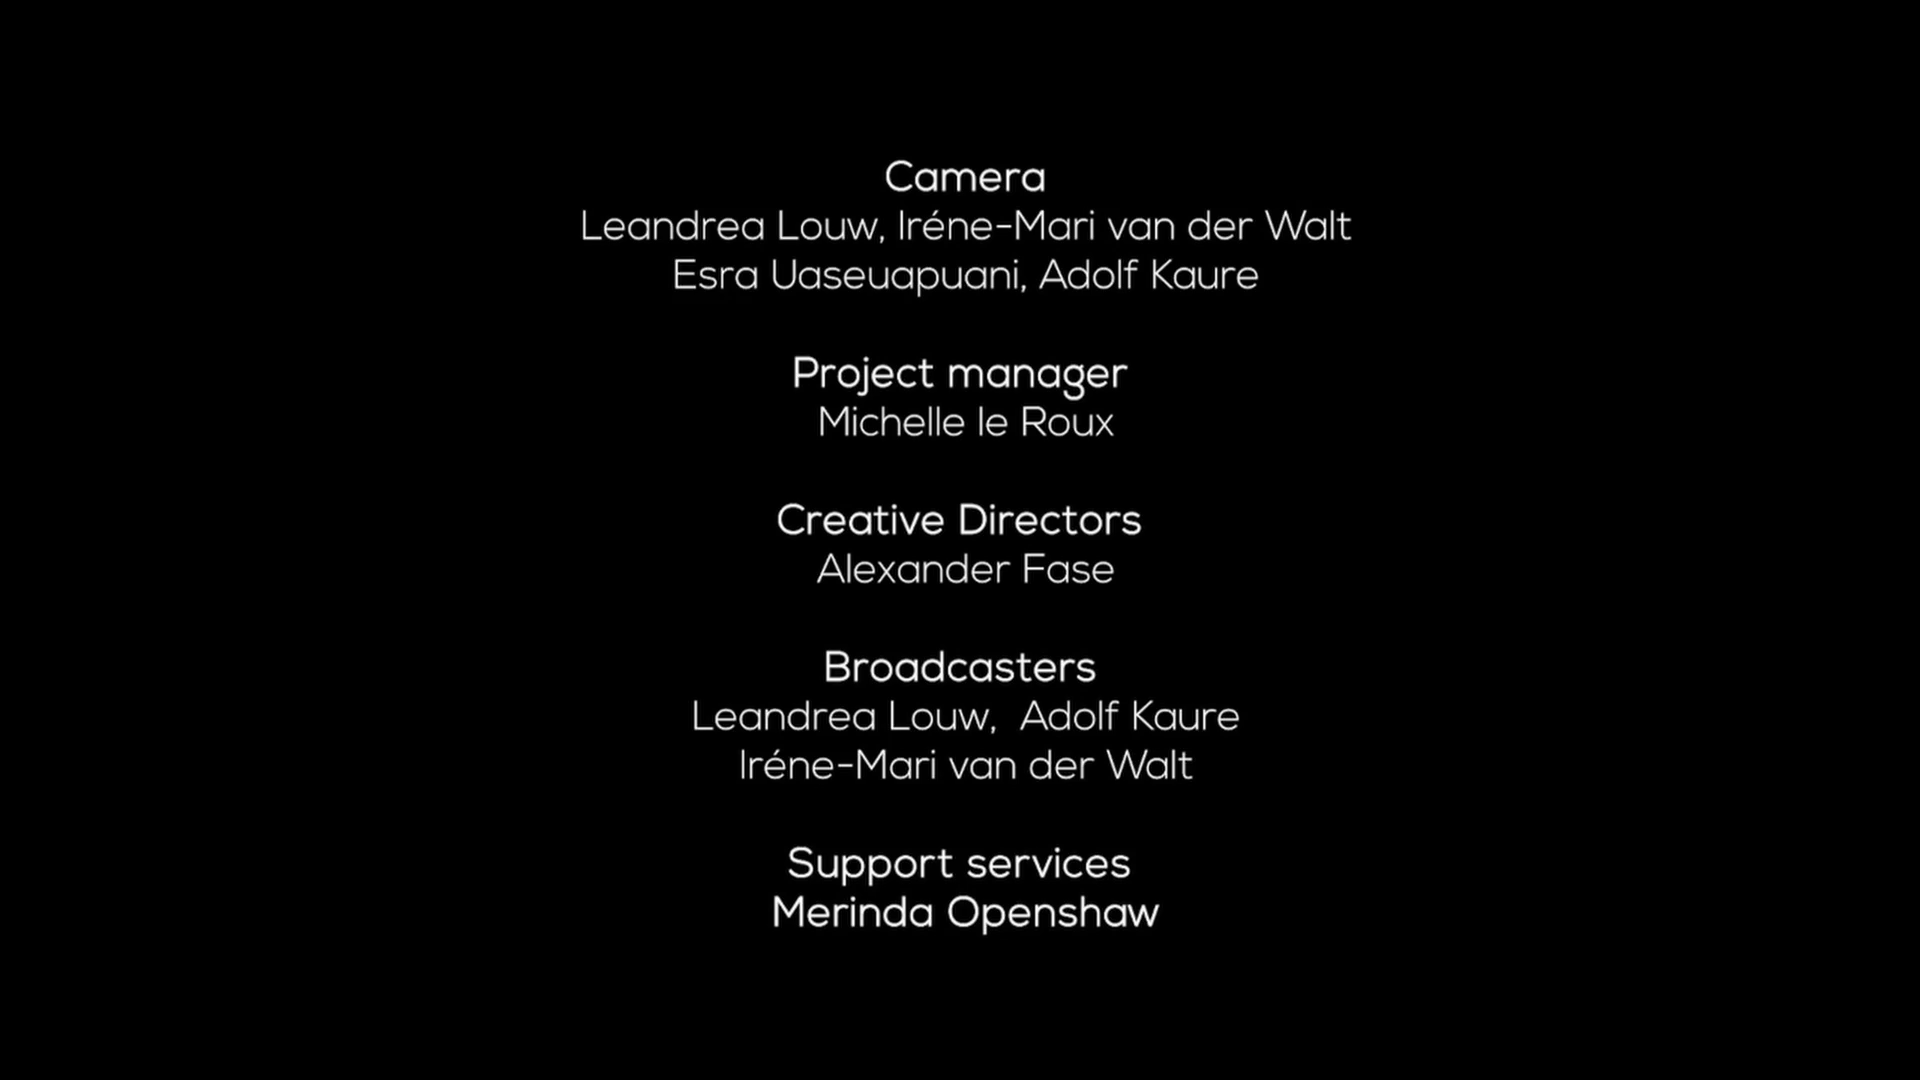 Camera
Leandrea Louw, Iréne-Mari van der Walt
Esra Uaseuapuani, Adolf Kaure
Project manager
Michelle le Roux
Creative Directors
Alexander Fase
Broadcasters
Leandrea Louw,  Adolf Kaure
Iréne-Mari van der Walt
Support services
Merinda Openshaw